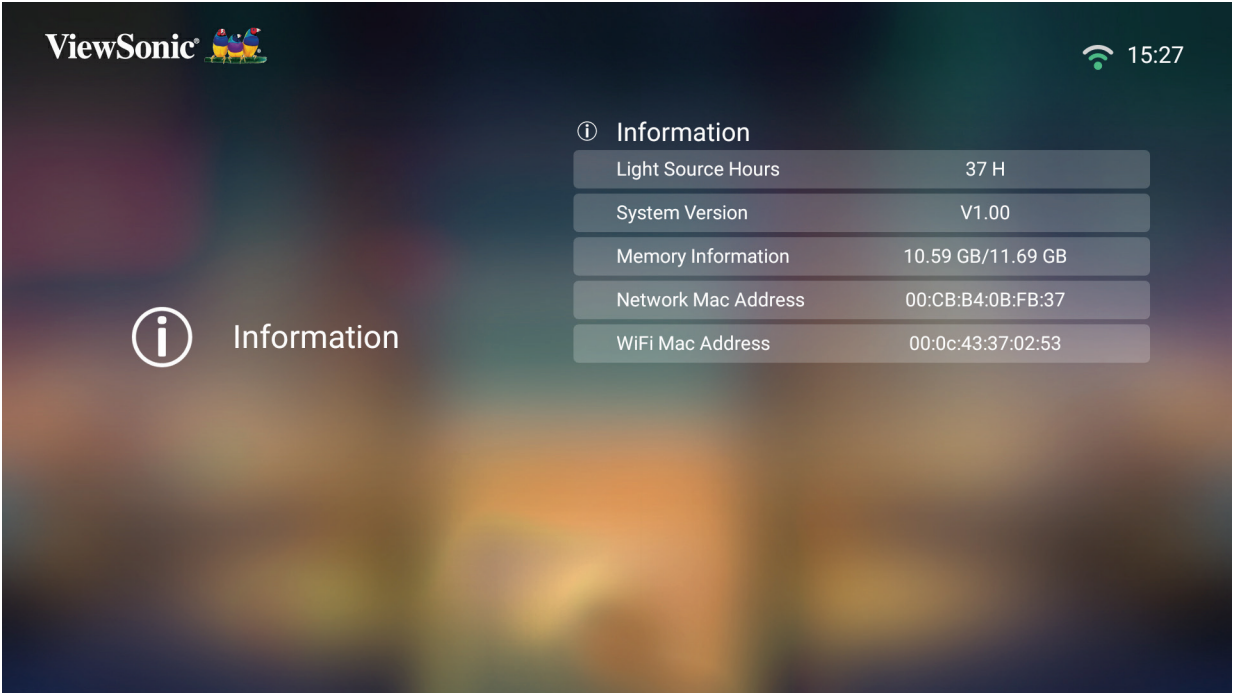 ViewSonic®
15:27
Information
Light Source Hours 37 H
System Version V1.00
Memory Information 10.59 GB/11.69 GB
Network Mac Address 00:CB:B4:0B:FB:37
WiFi Mac Address 00:0c:43:37:02:53
Information